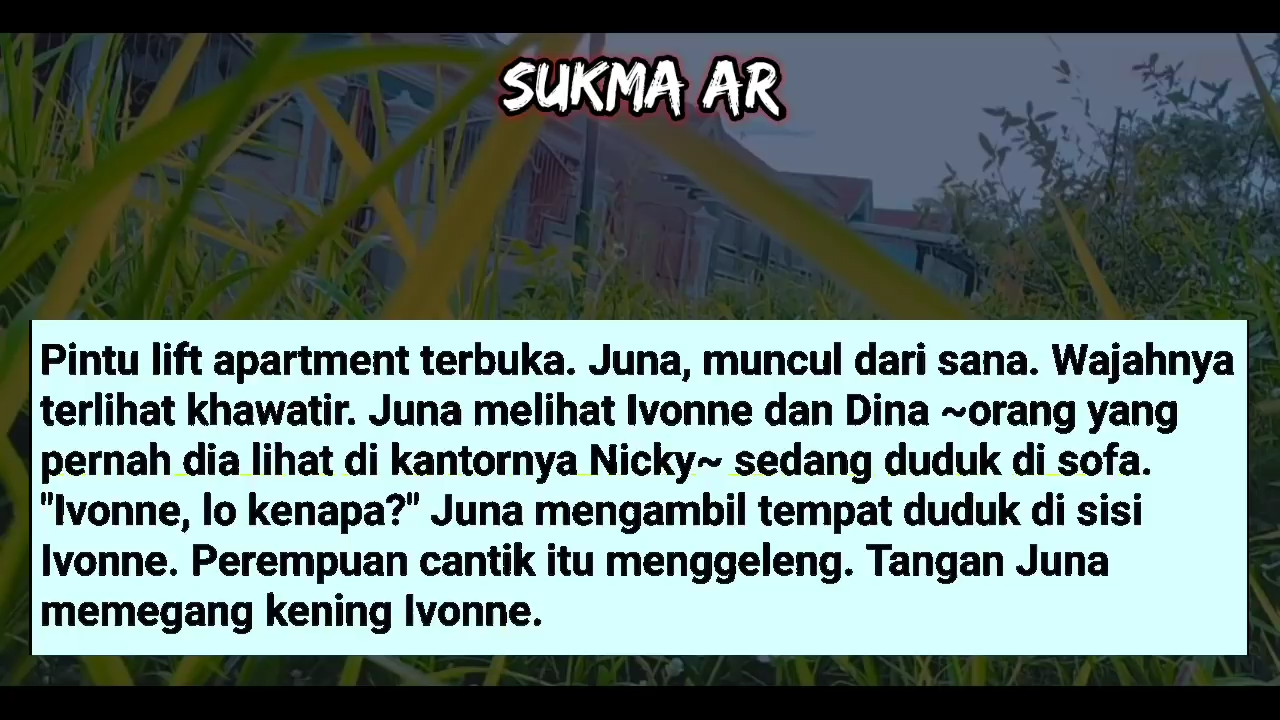 SUKMA AR
Pintu lift apartment terbuka. Juna, muncul dari sana. Wajahnya
terlihat khawatir. Juna melihat Ivonne dan Dina ~orang yang
pernah dia lihat di kantornya Nicky~ sedang duduk di sofa.
"Ivonne, lo kenapa?" Juna mengambil tempat duduk di sisi
Ivonne. Perempuan cantik itu menggeleng. Tangan Juna
memegang kening Ivonne.